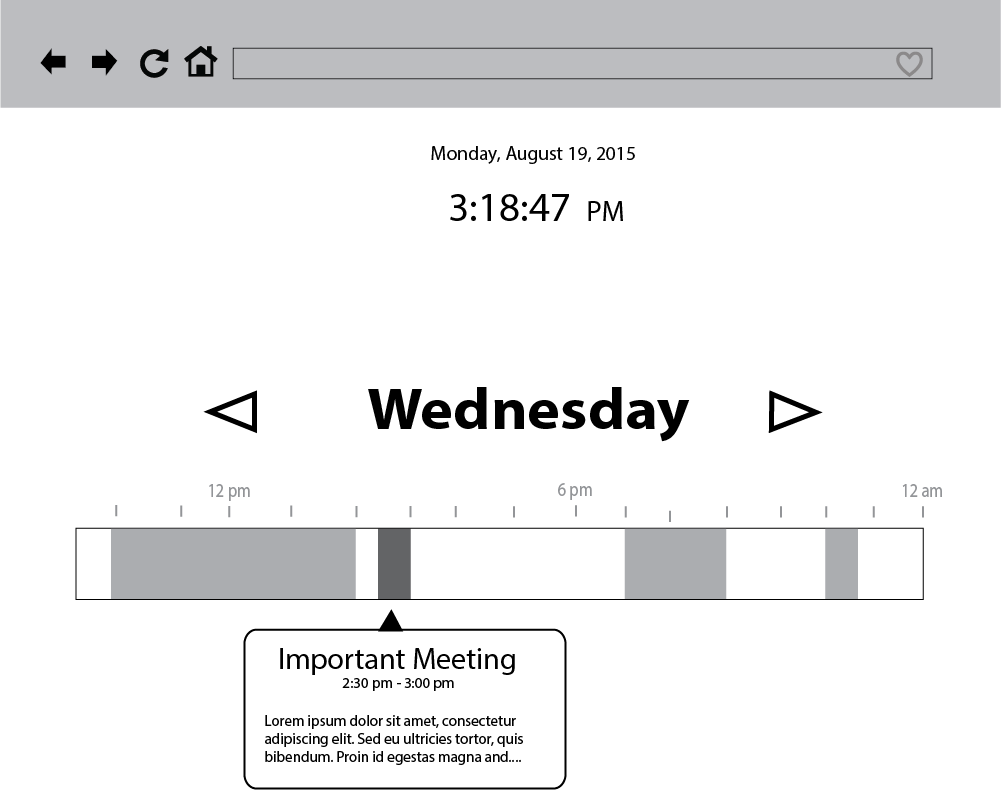 Monday, August 19, 2015
3:18:47 PM
Wednesday
12 pm 6 pm 12 am
Important Meeting
2:30 pm - 3:00 pm
Lorem ipsum dolor sit amet, consectetur
adipiscing elit. Sed eu ultricies tortor, quis
bibendum. Proin id egestas magna and....